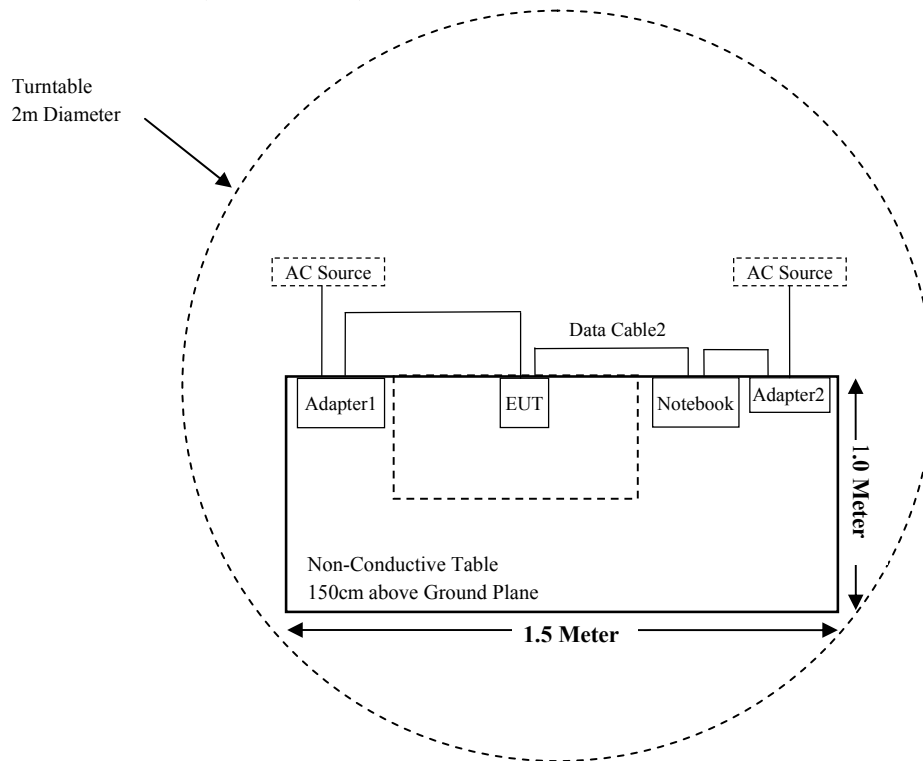 Turntable
2m Diameter
AC Source
AC Source
Data Cable2
Adapter1
EUT
Notebook
Adapter2
1.0 Meter
Non-Conductive Table
150cm above Ground Plane
1.5 Meter